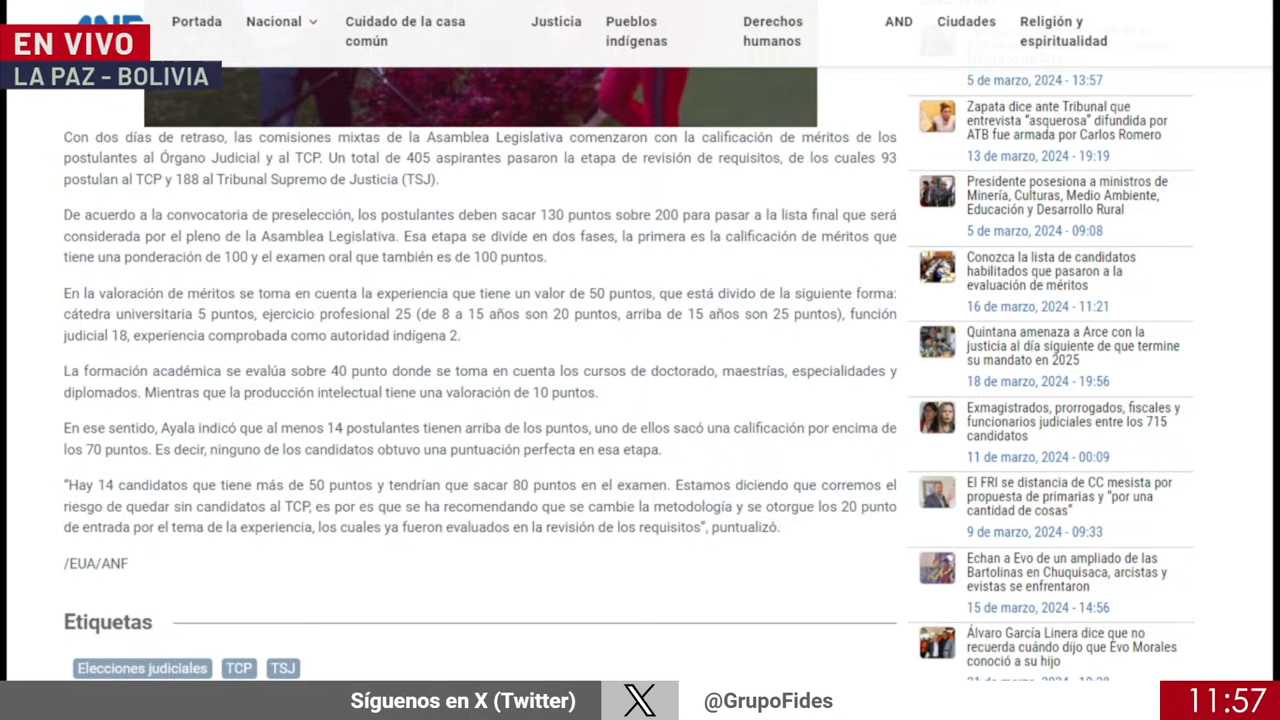 ANF
Portada
Nacional
Cuidado de la casa
común
Justicia
Pueblos
indígenas
Derechos
humanos
AND
Ciudades
Religión y
espiritualidad
EN VIVO
LA PAZ - BOLIVIA
Con dos días de retraso, las comisiones mixtas de la Asamblea Legislativa comenzaron con la calificación de méritos de los
postulantes al Órgano Judicial y al TCP. Un total de 405 aspirantes pasaron la etapa de revisión de requisitos, de los cuales 93
postulan al TCP y 188 al Tribunal Supremo de Justicia (TSJ).
De acuerdo a la convocatoria de preselección, los postulantes deben sacar 130 puntos sobre 200 para pasar a la lista final que será
considerada por el pleno de la Asamblea Legislativa. Esa etapa se divide en dos fases, la primera es la calificación de méritos que
tiene una ponderación de 100 y el examen oral que también es de 100 puntos.
En la valoración de méritos se toma en cuenta la experiencia que tiene un valor de 50 puntos, que está divido de la siguiente forma:
cátedra universitaria 5 puntos, ejercicio profesional 25 (de 8 a 15 años son 20 puntos, arriba de 15 años son 25 puntos), función
judicial 18, experiencia comprobada como autoridad indígena 2.
La formación académica se evalúa sobre 40 punto donde se toma en cuenta los cursos de doctorado, maestrías, especialidades y
diplomados. Mientras que la producción intelectual tiene una valoración de 10 puntos.
En ese sentido, Ayala indicó que al menos 14 postulantes tienen arriba de los puntos, uno de ellos sacó una calificación por encima de
los 70 puntos. Es decir, ninguno de los candidatos obtuvo una puntuación perfecta en esa etapa.
“Hay 14 candidatos que tiene más de 50 puntos y tendrían que sacar 80 puntos en el examen. Estamos diciendo que corremos el
riesgo de quedar sin candidatos al TCP, es por es que se ha recomendando que se cambie la metodología y se otorgue los 20 punto
de entrada por el tema de la experiencia, los cuales ya fueron evaluados en la revisión de los requisitos”, puntualizó.
/EUA/ANF
Etiquetas
Elecciones judiciales
TCP
TSJ
5 de marzo, 2024 - 13:57
Zapata dice ante Tribunal que
entrevista “asquerosa” difundida por
ATB fue armada por Carlos Romero
13 de marzo, 2024 - 19:19
Presidente posesiona a ministros de
Minería, Culturas, Medio Ambiente,
Educación y Desarrollo Rural
5 de marzo, 2024 - 09:08
Conozca la lista de candidatos
habilitados que pasaron a la
evaluación de méritos
16 de marzo, 2024 - 11:21
Quintana amenaza a Arce con la
justicia al día siguiente de que termine
su mandato en 2025
18 de marzo, 2024 - 19:56
Exmagistrados, prorrogados, fiscales y
funcionarios judiciales entre los 715
candidatos
11 de marzo, 2024 - 00:09
El FRI se distancia de CC mesista por
propuesta de primarias y “por una
cantidad de cosas”
9 de marzo, 2024 - 09:33
Echan a Evo de un ampliado de las
Bartolinas en Chuquisaca, arcistas y
evistas se enfrentaron
15 de marzo, 2024 - 14:56
Álvaro García Linera dice que no
recuerda cuándo dijo que Evo Morales
conoció a su hijo
Síguenos en X (Twitter)
@GrupoFides
11:57